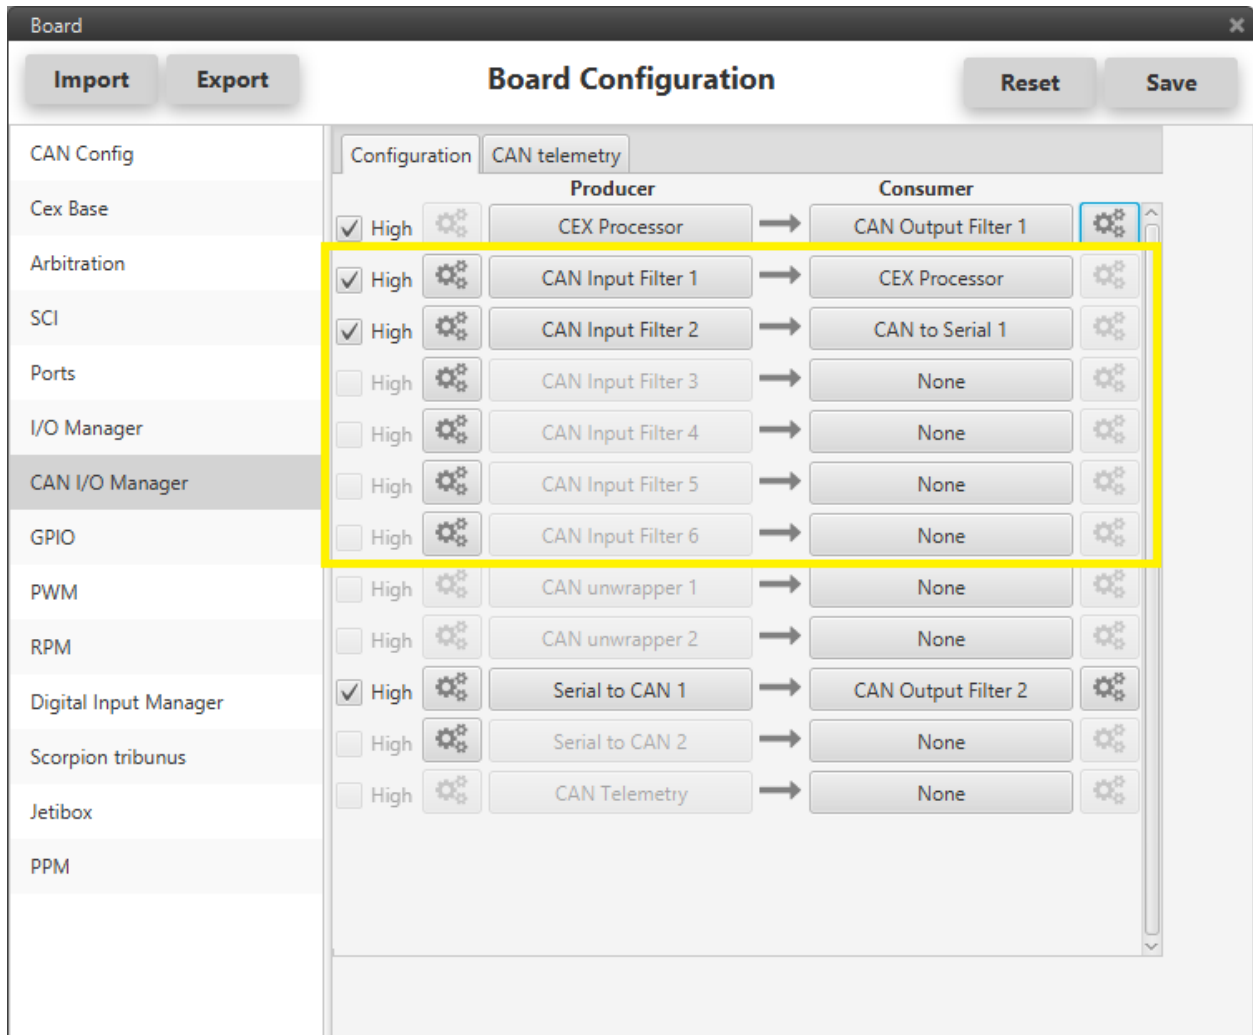 Board
Import Export Board Configuration Reset Save
CAN Config
Cex Base
Arbitration
SCI
Ports
I/O Manager
CAN I/O Manager
GPIO
PWM
RPM
Digital Input Manager
Scorpion tribunus
Jetibox
PPM
Configuration CAN telemetry
Producer Consumer
High CEX Processor CAN Output Filter 1
High CAN Input Filter 1 CEX Processor
High CAN Input Filter 2 CAN to Serial 1
High CAN Input Filter 3 None
High CAN Input Filter 4 None
High CAN Input Filter 5 None
High CAN Input Filter 6 None
High CAN unwrapper 1 None
High CAN unwrapper 2 None
High Serial to CAN 1 CAN Output Filter 2
High Serial to CAN 2 None
High CAN Telemetry None